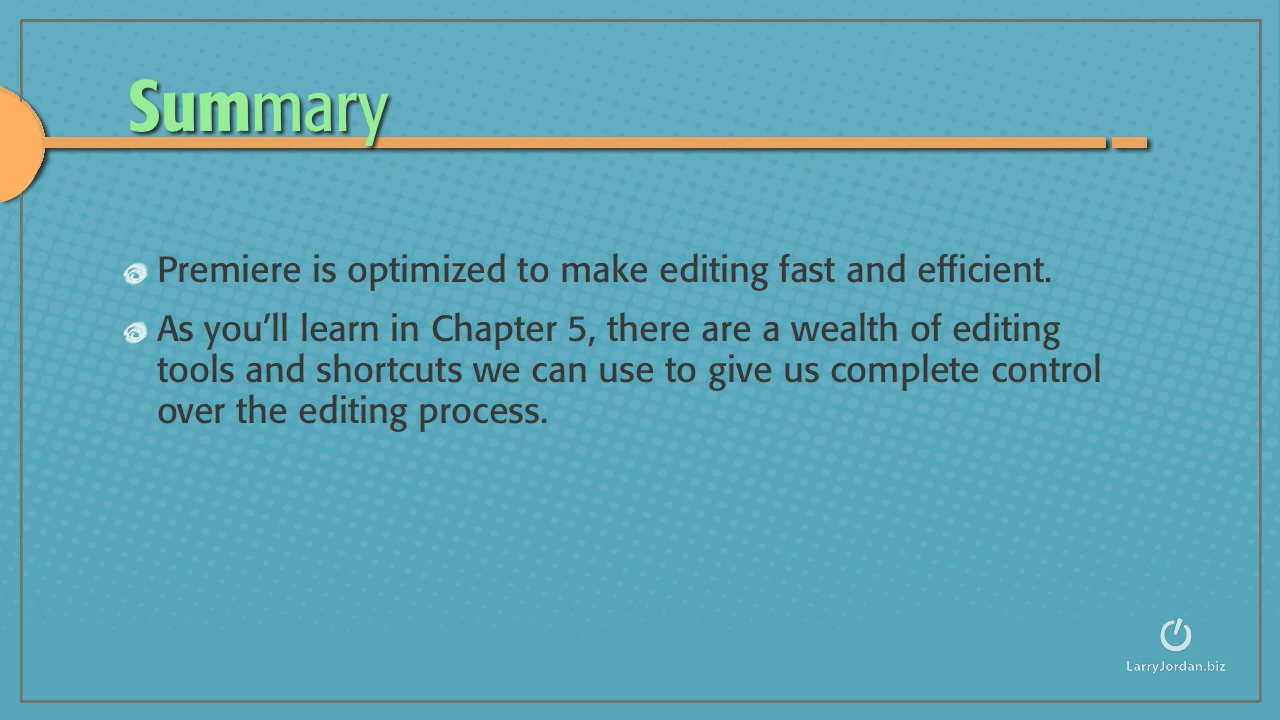 Summary
Premiere is optimized to make editing fast and efficient.
As you’ll learn in Chapter 5, there are a wealth of editing
tools and shortcuts we can use to give us complete control
over the editing process.
LarryJordan.biz